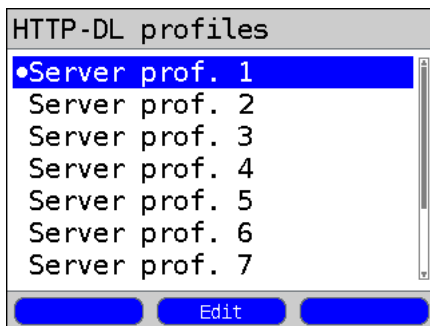 HTTP-DL profiles
•Server prof. 1
Server prof. 2
Server prof. 3
Server prof. 4
Server prof. 5
Server prof. 6
Server prof. 7
Edit